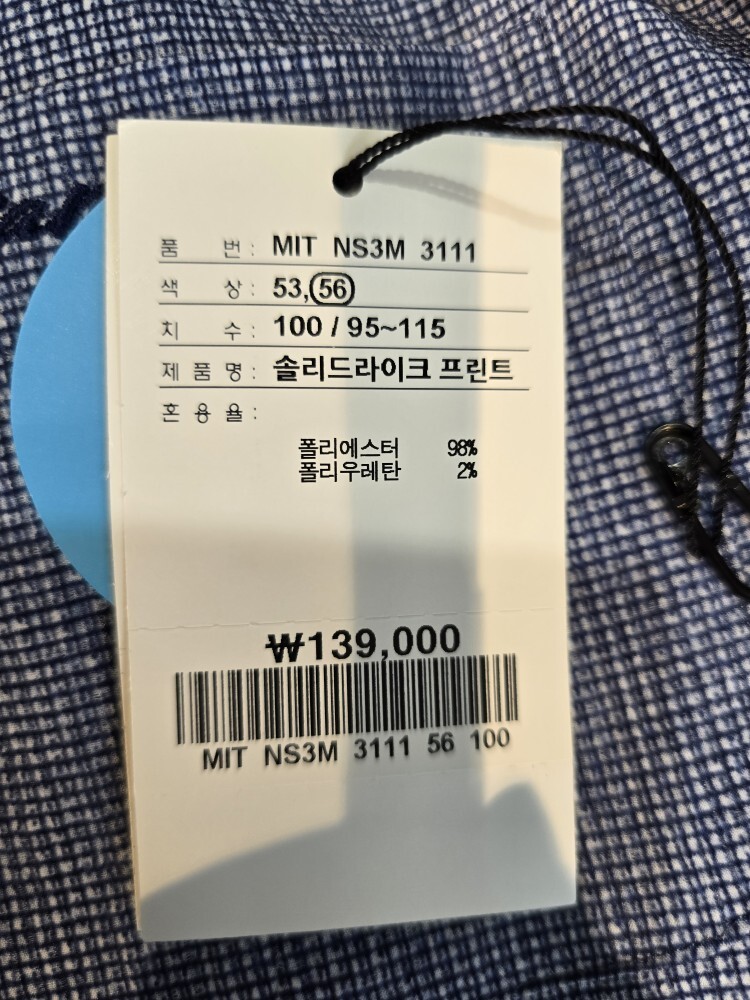 품 번 : MIT NS3M 3111
색 상 : 53,56
치 수 : 100 / 95~115
제 품 명 : 솔리드라이크 프린트
혼 용 율 :
폴리에스터 98%
폴리우레탄 2%
₩139,000
MIT NS3M 3111 56 100